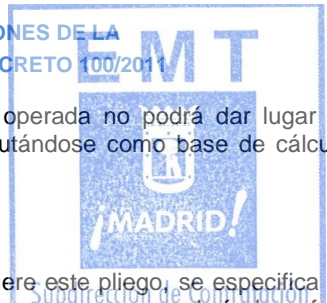 ONES DE LA
CRETO 100/2011
EMT
operada no podrá dar lugar
utándose como base de cálcu
¡MADRID!
ere este pliego, se especifica
Subdirección de Contratación